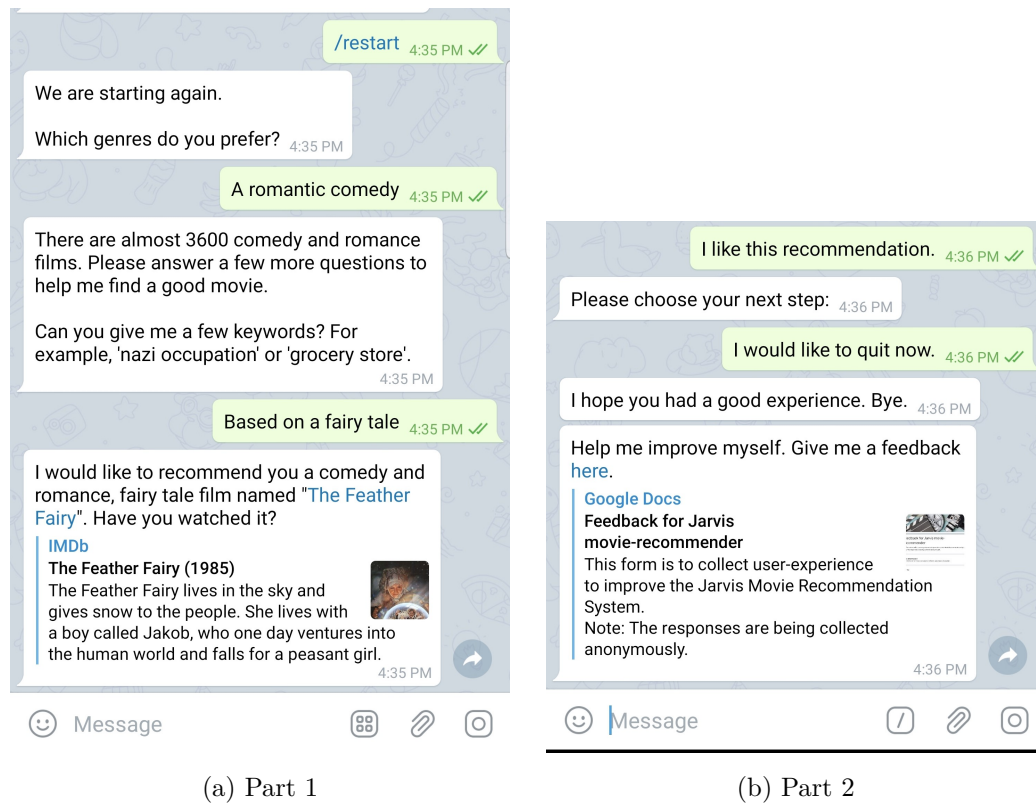 /restart 4:35 PM
We are starting again.
Which genres do you prefer? 4:35 PM
A romantic comedy 4:35 PM
There are almost 3600 comedy and romance
films. Please answer a few more questions to
help me find a good movie.
Can you give me a few keywords? For
example, 'nazi occupation' or 'grocery store'.
4:35 PM
Based on a fairy tale 4:35 PM
I would like to recommend you a comedy and
romance, fairy tale film named "The Feather
Fairy". Have you watched it?
IMDb
The Feather Fairy (1985)
The Feather Fairy lives in the sky and
gives snow to the people. She lives with
a boy called Jakob, who one day ventures into
the human world and falls for a peasant girl.
4:35 PM
Message
(a) Part 1
I like this recommendation. 4:36 PM
Please choose your next step: 4:36 PM
I would like to quit now. 4:36 PM
I hope you had a good experience. Bye. 4:36 PM
Help me improve myself. Give me a feedback
here.
Google Docs
Feedback for Jarvis
movie-recommender
This form is to collect user-experience
to improve the Jarvis Movie Recommendation
System.
Note: The responses are being collected
anonymously.
4:36 PM
Message
(b) Part 2